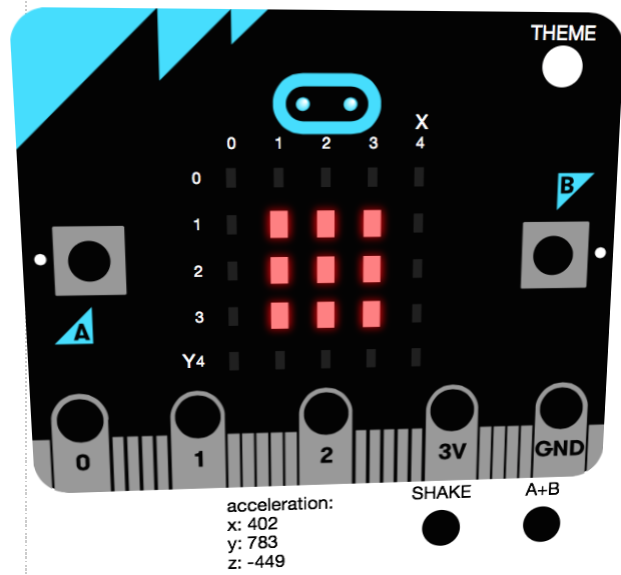 THEME
X
0 1 2 3 4
0
B
1
2
3
A
Y4
0 1 2 3V GND
acceleration:
x: 402
y: 783
z: -449
SHAKE
A+B